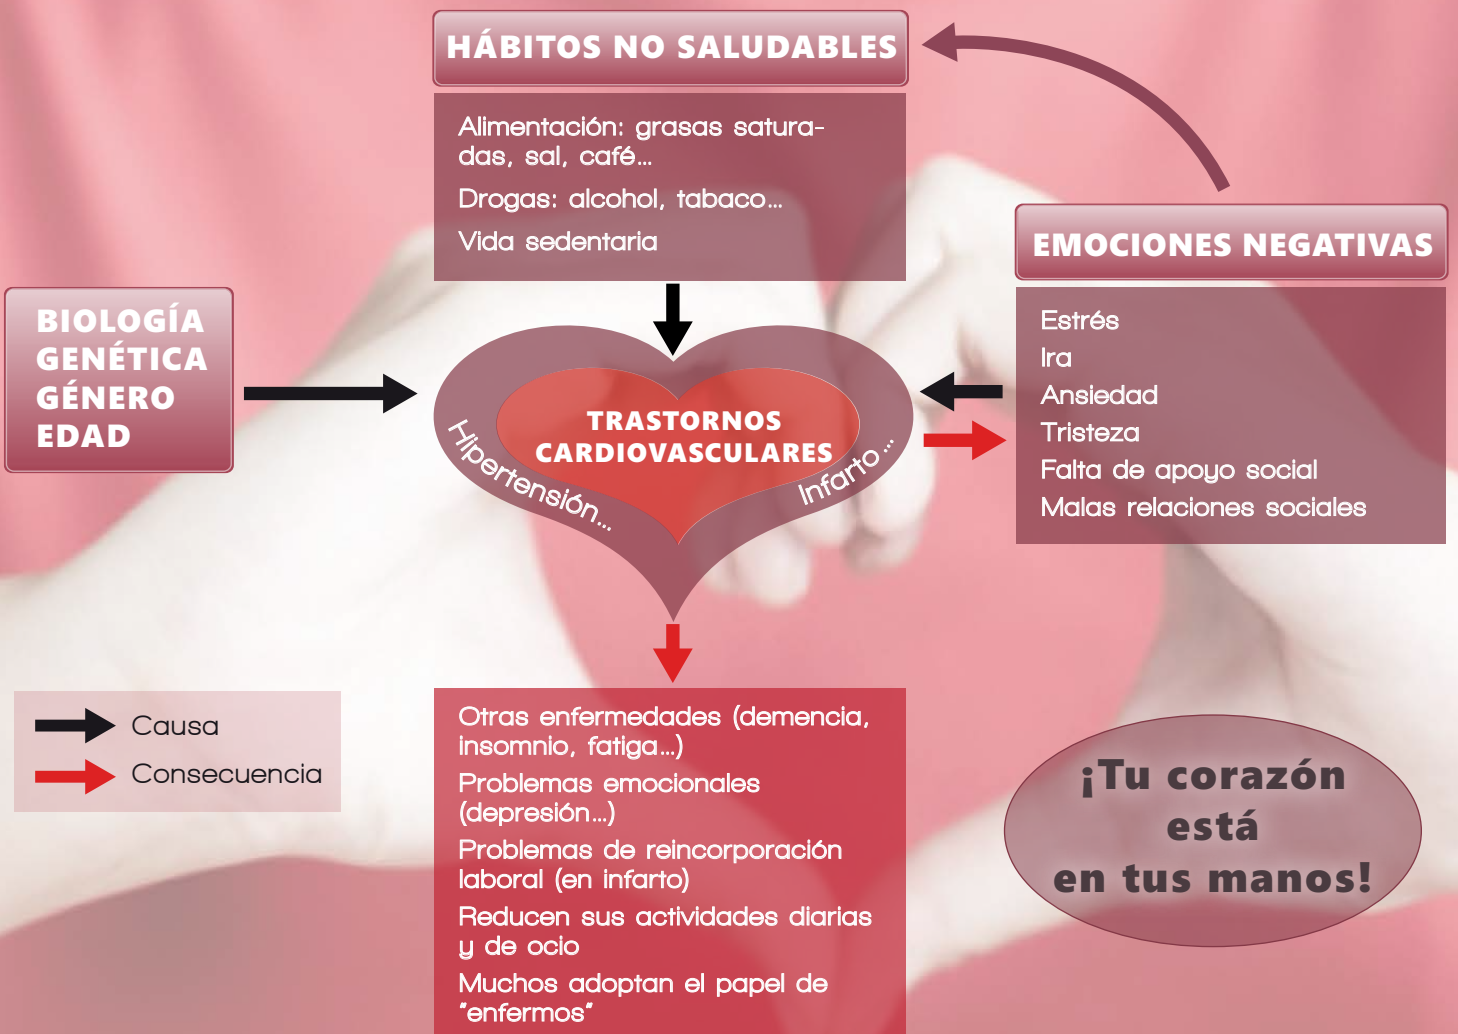 HÁBITOS NO SALUDABLES
Alimentación: grasas satura-
das, sal, café...
Drogas: alcohol, tabaco...
Vida sedentaria
EMOCIONES NEGATIVAS
Estrés
Ira
Ansiedad
Tristeza
Falta de apoyo social
Malas relaciones sociales
BIOLOGÍA
GENÉTICA
GÉNERO
EDAD
TRASTORNOS
CARDIOVASCULARES
Hipertensión...
Infarto...
Causa
Consecuencia
Otras enfermedades (demencia,
insomnio, fatiga...)
Problemas emocionales
(depresión...)
Problemas de reincorporación
laboral (en infarto)
Reducen sus actividades diarias
y de ocio
Muchos adoptan el papel de
"enfermos"
¡Tu corazón
está
en tus manos!